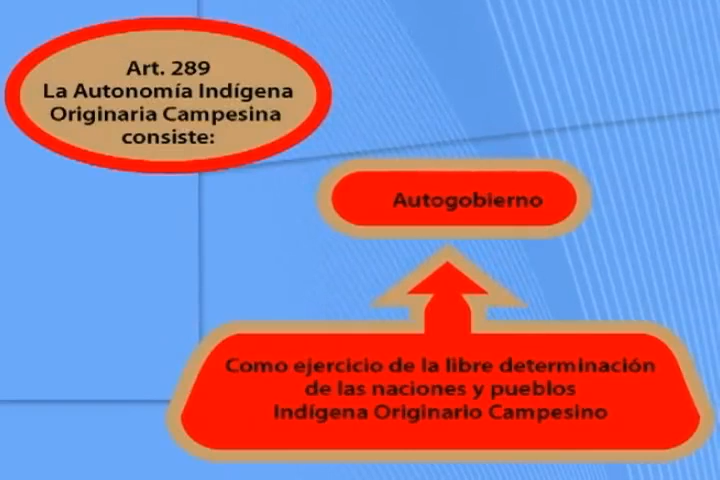 Art. 289
La Autonomía Indígena
Originaria Campesina
consiste:
Autogobierno
Como ejercicio de la libre determinación
de las naciones y pueblos
Indígena Originario Campesino